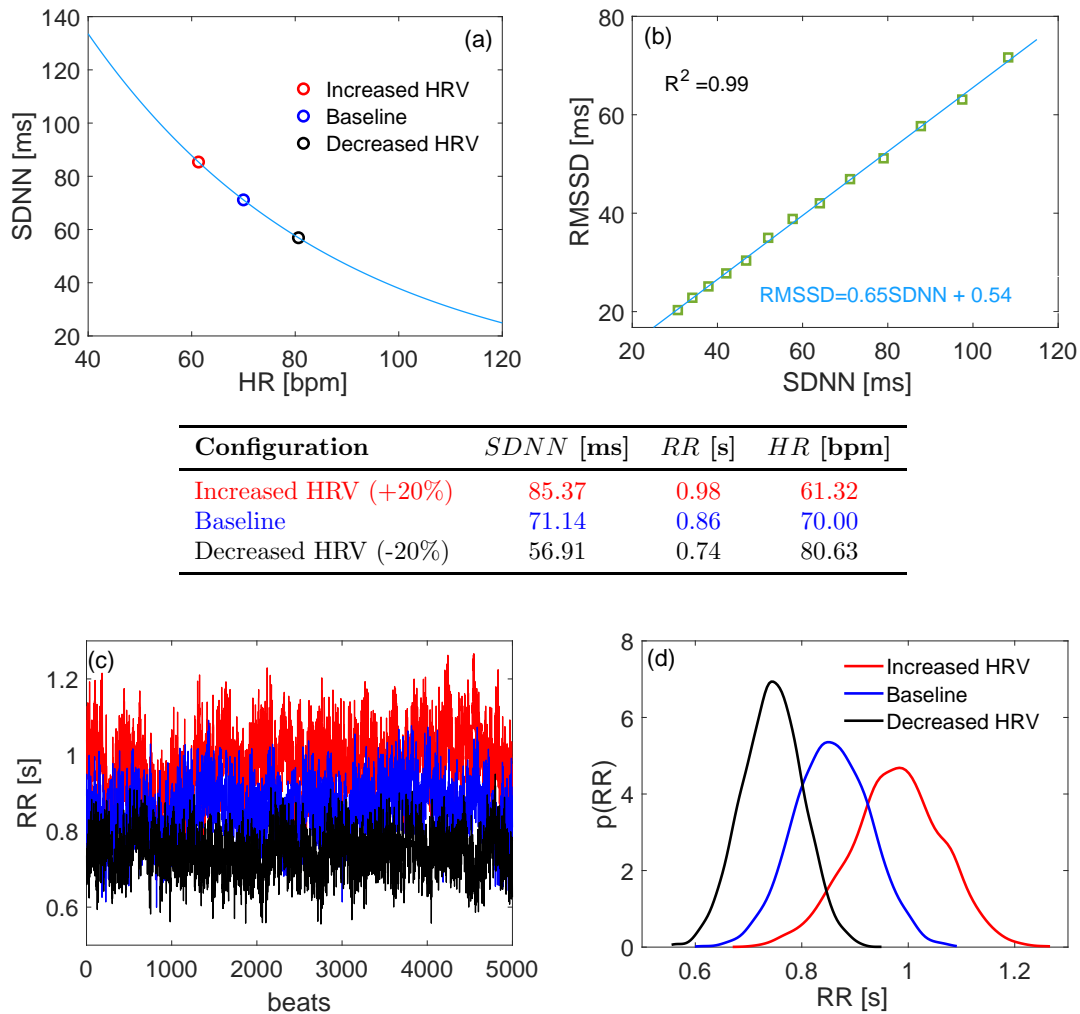 140
120
100
80
60
40
20
SDNN [ms]
40 60 80 100 120
HR [bpm]
(a)
Increased HRV
Baseline
Decreased HRV
80
60
40
20
RMSSD [ms]
20 40 60 80 100 120
SDNN [ms]
(b)
R² =0.99
RMSSD=0.65SDNN + 0.54
Configuration SDNN [ms] RR [s] HR [bpm]
Increased HRV (+20%) 85.37 0.98 61.32
Baseline 71.14 0.86 70.00
Decreased HRV (-20%) 56.91 0.74 80.63
(c)
1.2
1
0.8
0.6
RR [s]
0 1000 2000 3000 4000 5000
beats
(d)
8
6
4
2
0
p(RR)
0.6 0.8 1 1.2
RR [s]
Increased HRV
Baseline
Decreased HRV